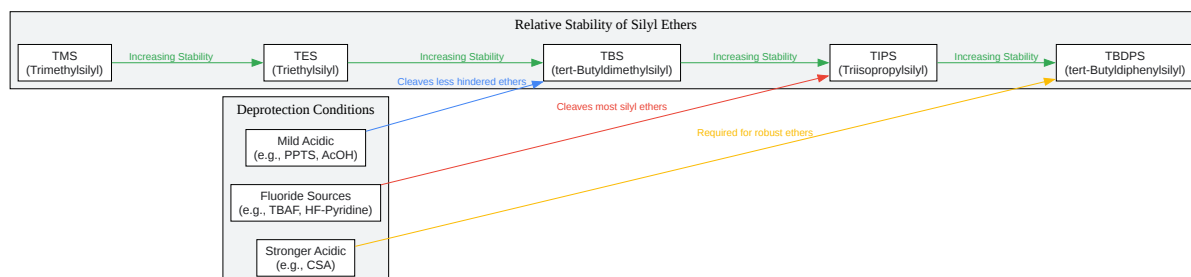 Relative Stability of Silyl Ethers
TMS
(Trimethylsilyl)
Increasing Stability
TES
(Triethylsilyl)
Increasing Stability
TBS
(tert-Butyldimethylsilyl)
Increasing Stability
TIPS
(Triisopropylsilyl)
Increasing Stability
TBDPS
(tert-Butyldiphenylsilyl)
Cleaves less hindered ethers
Cleaves most silyl ethers
Required for robust ethers
Deprotection Conditions
Mild Acidic
(e.g., PPTS, AcOH)
Fluoride Sources
(e.g., TBAF, HF-Pyridine)
Stronger Acidic
(e.g., CSA)